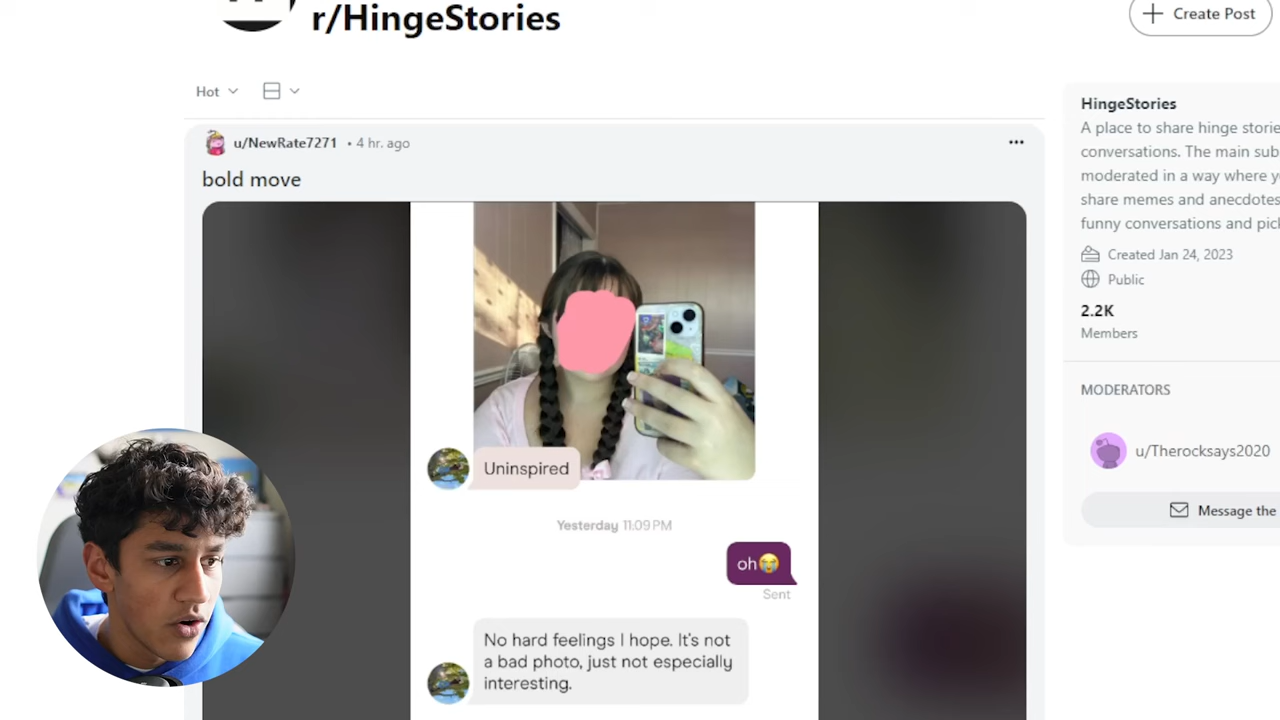 r/HingeStories
Create Post
Hot
HingeStories
A place to share hinge storie
conversations. The main sub
moderated in a way where y
share memes and anecdotes
funny conversations and pick
Created Jan 24, 2023
Public
2.2K
Members
MODERATORS
u/Therocksays2020
Message the
u/NewRate7271 • 4 hr. ago
bold move
Uninspired
Yesterday 11:09 PM
oh😭
Sent
No hard feelings I hope. It's not
a bad photo, just not especially
interesting.